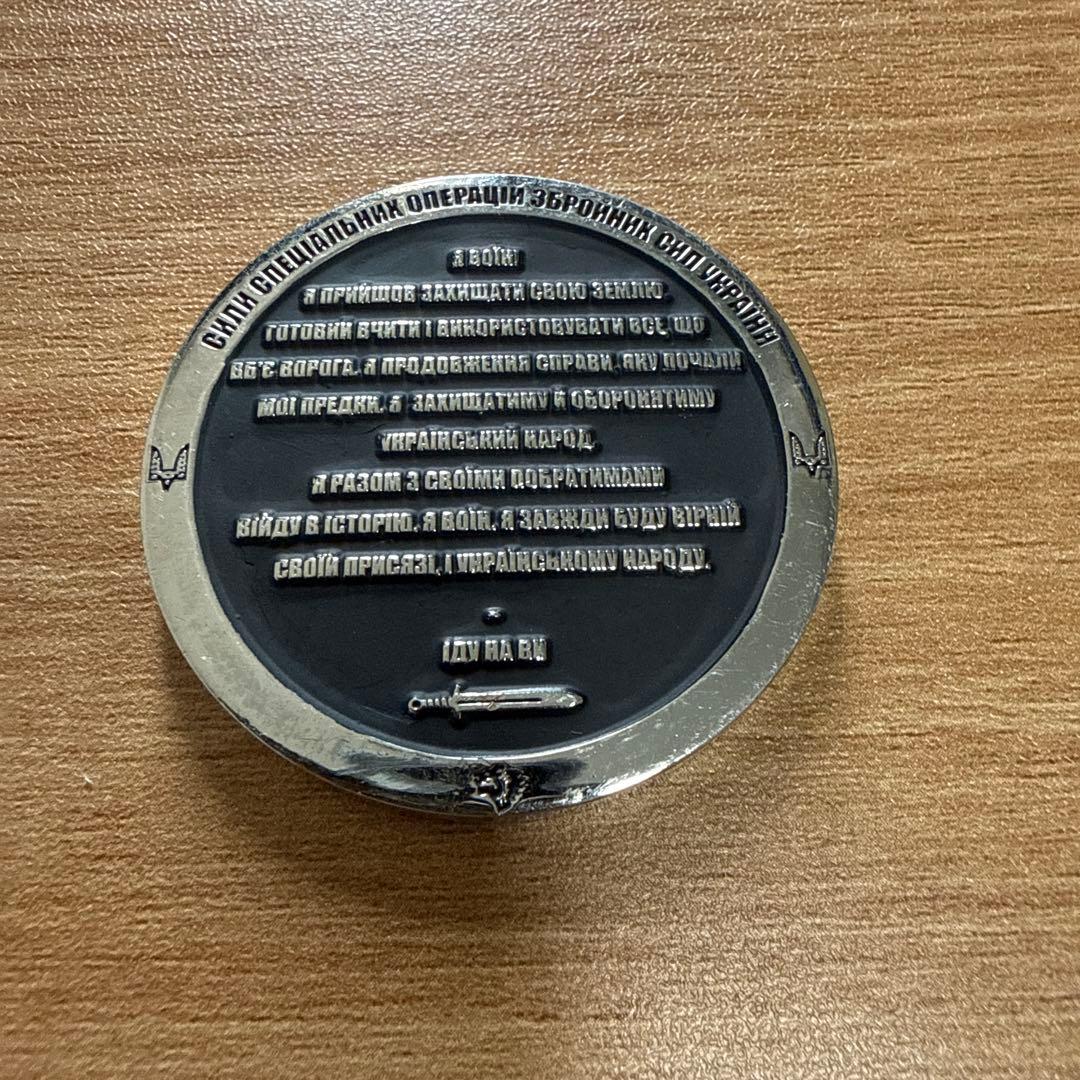 СИЛИ СПЕЦІАЛЬНИХ ОПЕРАЦІЙ ЗБРОЙНИХ СИЛ УКРАЇНИ
Я ВОЇН!
Я ПРИЙШОВ ЗАХИЩАТИ СВОЮ ЗЕМЛЮ.
ГОТОВИЙ ВЧИТИ І ВИКОРИСТОВУВАТИ ВСЕ, ЩО
ВБ'Є ВОРОГА. Я ПРОДОВЖЕННЯ СПРАВИ, ЯКУ ПОЧАЛИ
МОЇ ПРЕДКИ. Я ЗАХИЩАТИМУ Й ОБОРОНЯТИМУ
УКРАЇНСЬКИЙ НАРОД.
Я РАЗОМ З СВОЇМИ ПОБРАТИМАМИ
ВІЙДУ В ІСТОРІЮ. Я ВОЇН. Я ЗАВЖДИ БУДУ ВІРНІЙ
СВОЇЙ ПРИСЯЗІ, І УКРАЇНСЬКОМУ НАРОДУ.
ІДУ НА ВИ